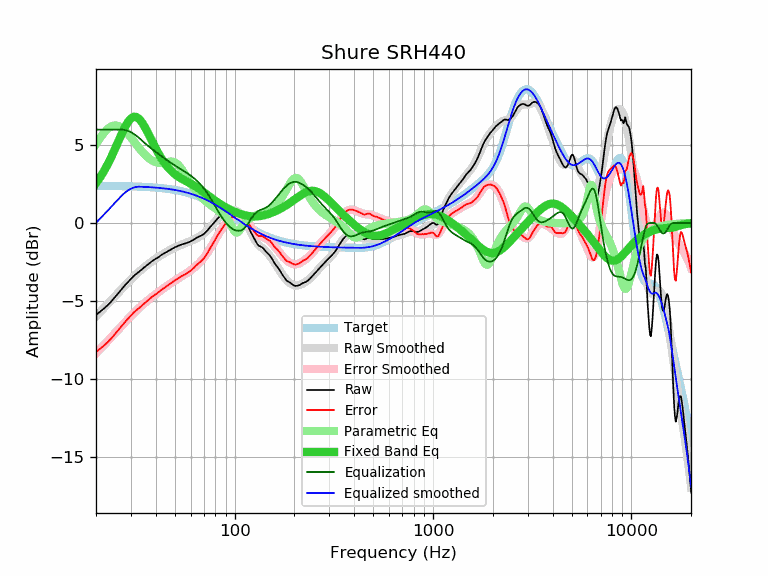 Shure SRH440
Amplitude (dBr)
5
0
−5
−10
−15
Target
Raw Smoothed
Error Smoothed
Raw
Error
Parametric Eq
Fixed Band Eq
Equalization
Equalized smoothed
100
1000
10000
Frequency (Hz)